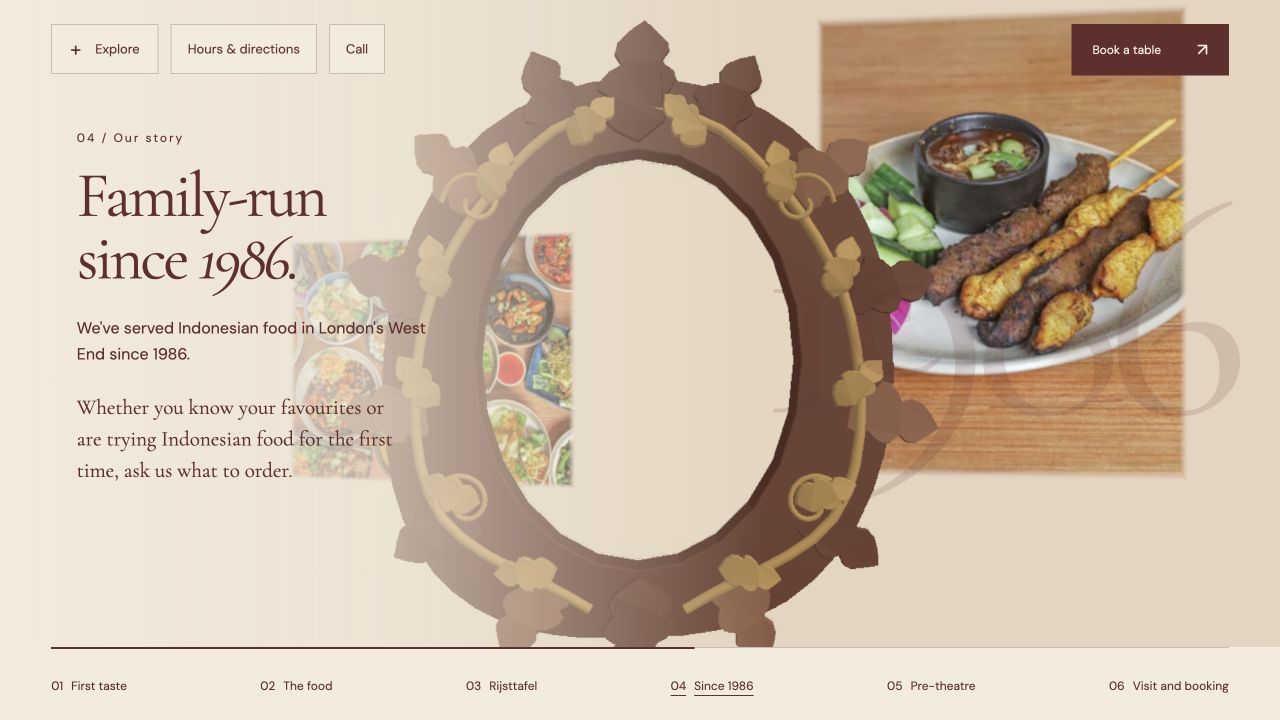 + Explore
Hours & directions
Call
Book a table
04 / Our story
Family-run
since 1986.
We've served Indonesian food in London's West
End since 1986.
Whether you know your favourites or
are trying Indonesian food for the first
time, ask us what to order.
1986
01 First taste
02 The food
03 Rijsttafel
04 Since 1986
05 Pre-theatre
06 Visit and booking